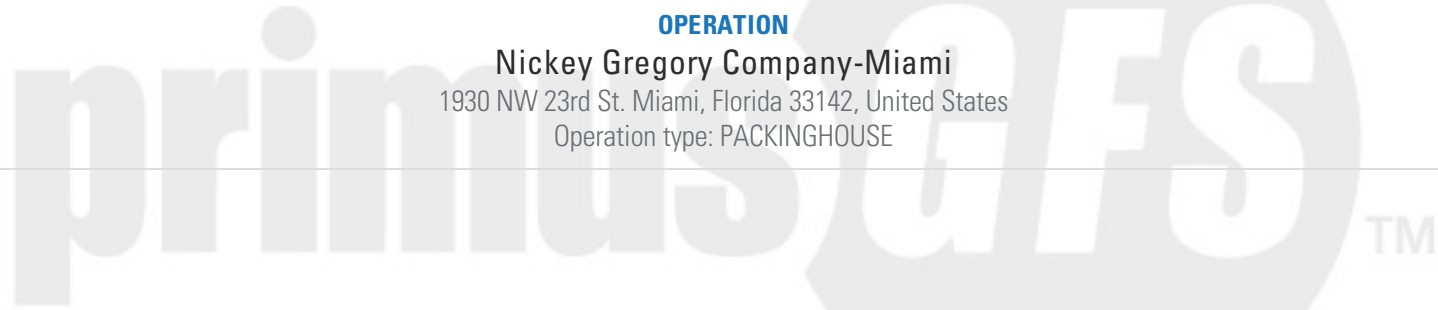 OPERATION
Nickey Gregory Company-Miami
1930 NW 23rd St. Miami, Florida 33142, United States
Operation type: PACKINGHOUSE
primusGFS TM